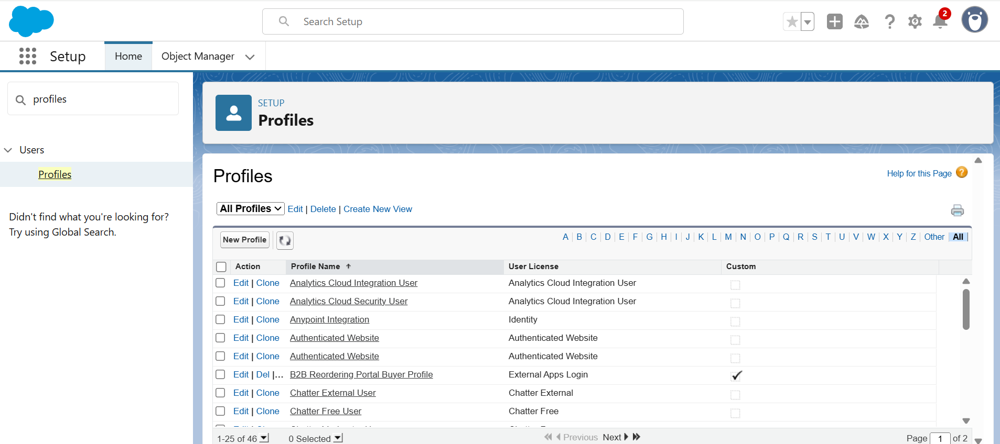 Search Setup
2
Setup
Home
Object Manager
profiles
Users
Profiles
Didn't find what you're looking for?
Try using Global Search.
SETUP
Profiles
Profiles
Help for this Page ?
All Profiles Edit | Delete | Create New View
New Profile
A | B | C | D | E | F | G | H | I | J | K | L | M | N | O | P | Q | R | S | T | U | V | W | X | Y | Z | Other | All
Action Profile Name User License Custom
Edit | Clone Analytics Cloud Integration User Analytics Cloud Integration User
Edit | Clone Analytics Cloud Security User Analytics Cloud Integration User
Edit | Clone Anypoint Integration Identity
Edit | Clone Authenticated Website Authenticated Website
Edit | Clone Authenticated Website Authenticated Website
Edit | Del |... B2B Reordering Portal Buyer Profile External Apps Login
Edit | Clone Chatter External User Chatter External
Edit | Clone Chatter Free User Chatter Free
1-25 of 46 0 Selected Previous Next Page 1 of 2